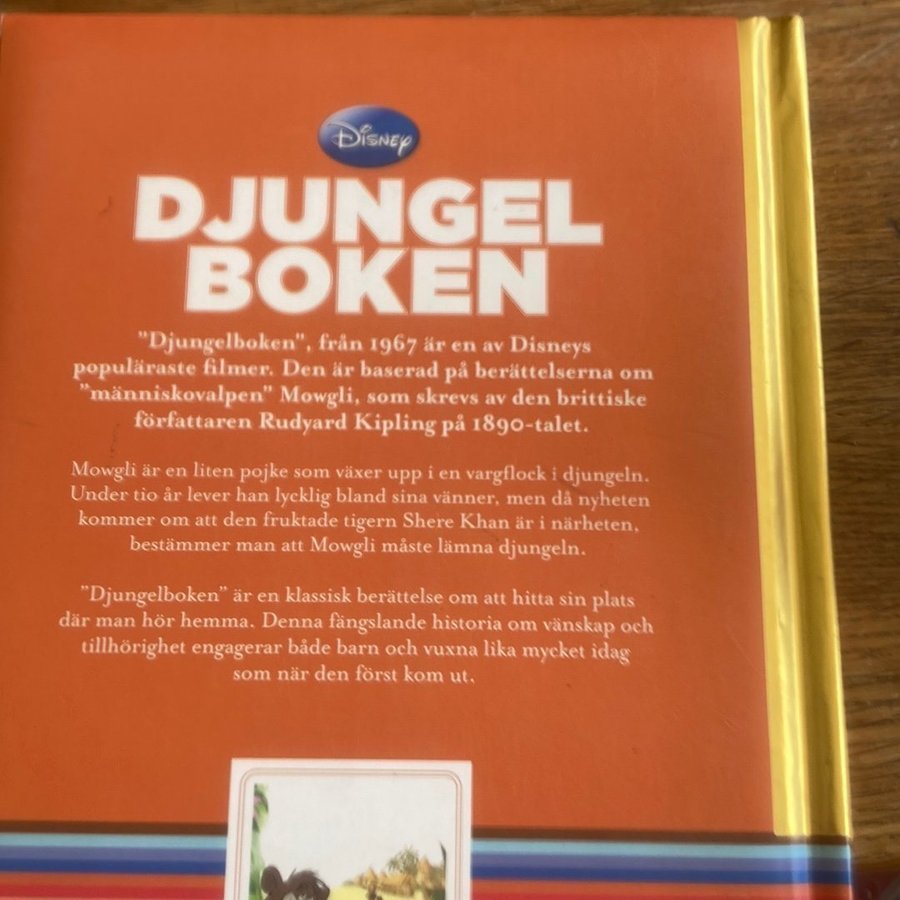 Disney
DJUNGEL
BOKEN
"Djungelboken", från 1967 är en av Disneys
populäraste filmer. Den är baserad på berättelserna om
"människovalpen" Mowgli, som skrevs av den brittiske
författaren Rudyard Kipling på 1890-talet.
Mowgli är en liten pojke som växer upp i en vargflock i djungeln.
Under tio år lever han lycklig bland sina vänner, men då nyheten
kommer om att den fruktade tigern Shere Khan är i närheten,
bestämmer man att Mowgli måste lämna djungeln.
"Djungelboken" är en klassisk berättelse om att hitta sin plats
där man hör hemma. Denna fängslande historia om vänskap och
tillhörighet engagerar både barn och vuxna lika mycket idag
som när den först kom ut.